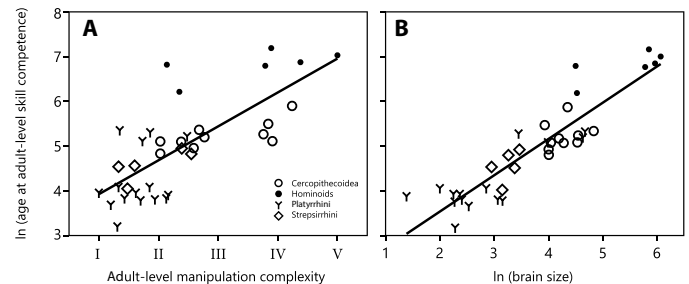 A
B
ln (age at adult-level skill competence)
8
7
6
5
4
3
Cercopithecoidea
Hominoids
Platyrrhini
Strepsirrhini
I II III IV V
1 2 3 4 5 6
Adult-level manipulation complexity
ln (brain size)